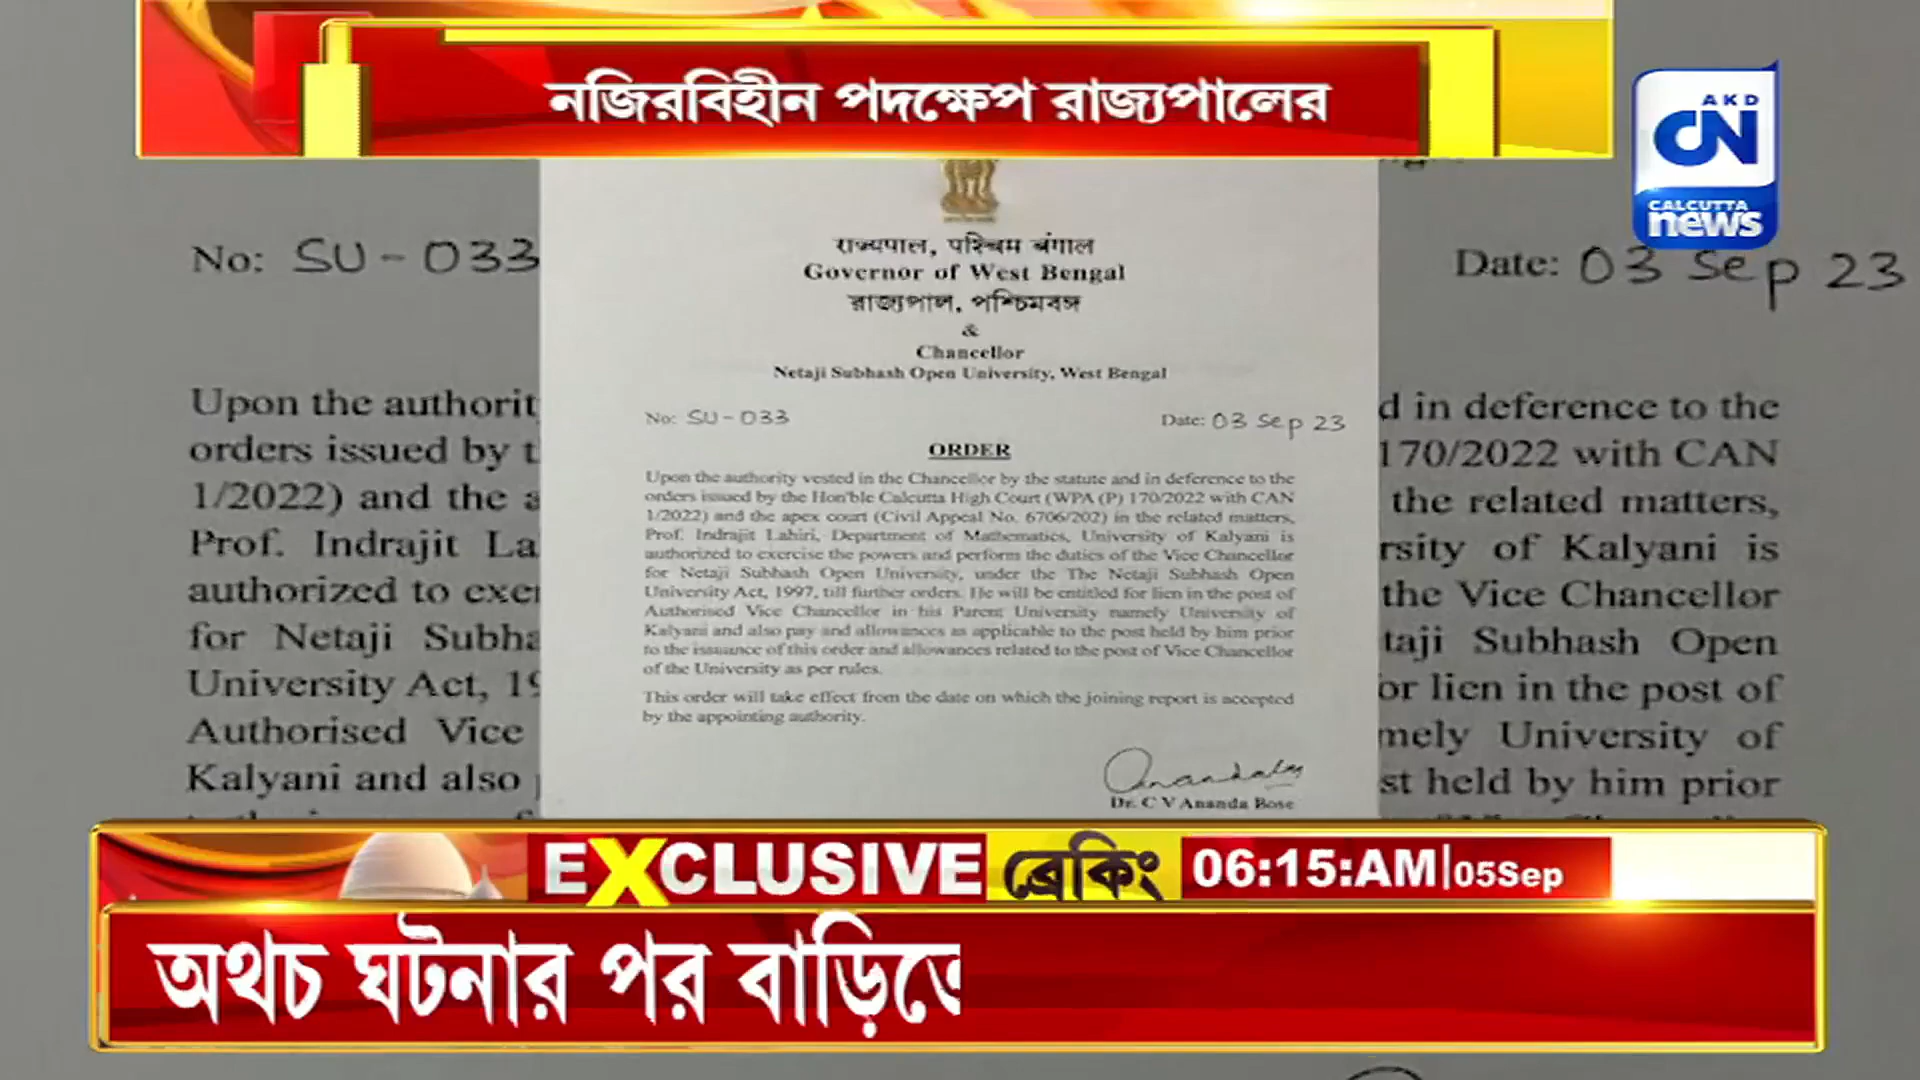 নজিরবিহীন পদক্ষেপ রাজ্যপালের
AKD
CN
CALCUTTA
news
No: SU-033
Date: 03 Sep 23
राज्यपाल, पश्चिम बंगाल
Governor of West Bengal
রাজ্যপাল, পশ্চিমবঙ্গ
&
Chancellor
Netaji Subhash Open University, West Bengal
No: SU-033
Date: 03 Sep 23
ORDER
Upon the authority vested in the Chancellor by the statute and in deference to the
orders issued by the Hon'ble Calcutta High Court (WPA (P) 170/2022 with CAN
1/2022) and the apex court (Civil Appeal No. 6706/202) in the related matters,
Prof. Indrajit Lahiri, Department of Mathematics, University of Kalyani is
authorized to exercise the powers and perform the duties of the Vice Chancellor
for Netaji Subhash Open University, under the The Netaji Subhash Open
University Act, 1997, till further orders. He will be entitled for lien in the post of
Authorised Vice Chancellor in his Parent University namely University of
Kalyani and also pay and allowances as applicable to the post held by him prior
to the issuance of this order and allowances related to the post of Vice Chancellor
of the University as per rules.
This order will take effect from the date on which the joining report is accepted
by the appointing authority.
Dr. C V Ananda Bose
Upon the authorit
d in deference to the
orders issued by t
170/2022 with CAN
1/2022) and the a
the related matters,
Prof. Indrajit La
rsity of Kalyani is
authorized to exer
the Vice Chancellor
for Netaji Subha
taji Subhash Open
University Act, 19
or lien in the post of
Authorised Vice
mely University of
Kalyani and also
st held by him prior
EXCLUSIVE ব্রেকিং 06:15:AM|05Sep
অথচ ঘটনার পর বাড়িতে